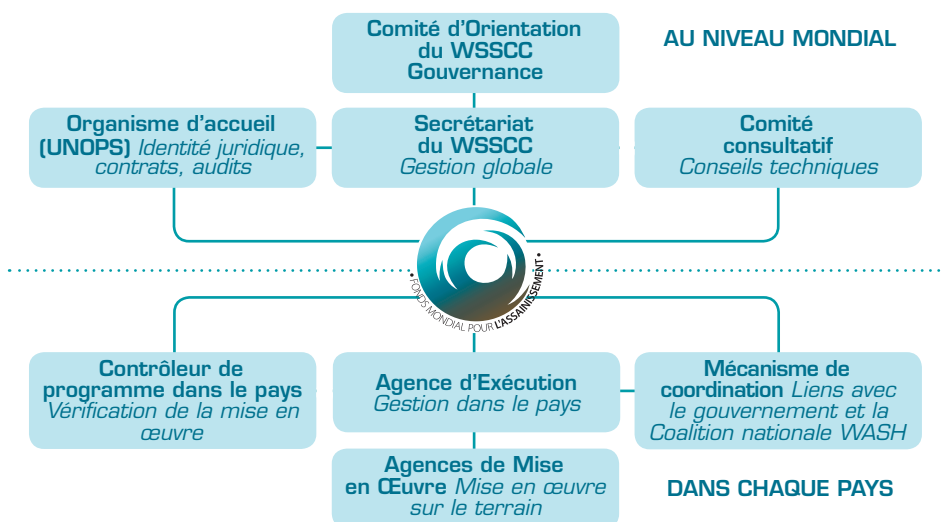 Comité d'Orientation
du WSSCC
Gouvernance
AU NIVEAU MONDIAL
Organisme d'accueil
(UNOPS) Identité juridique,
contrats, audits
Secrétariat
du WSSCC
Gestion globale
Comité
consultatif
Conseils techniques
• FONDS MONDIAL POUR L'ASSAINISSEMENT •
Contrôleur de
programme dans le pays
Vérification de la mise en
œuvre
Agence d'Exécution
Gestion dans le pays
Mécanisme de
coordination Liens avec
le gouvernement et la
Coalition nationale WASH
Agences de Mise
en Œuvre Mise en œuvre
sur le terrain
DANS CHAQUE PAYS